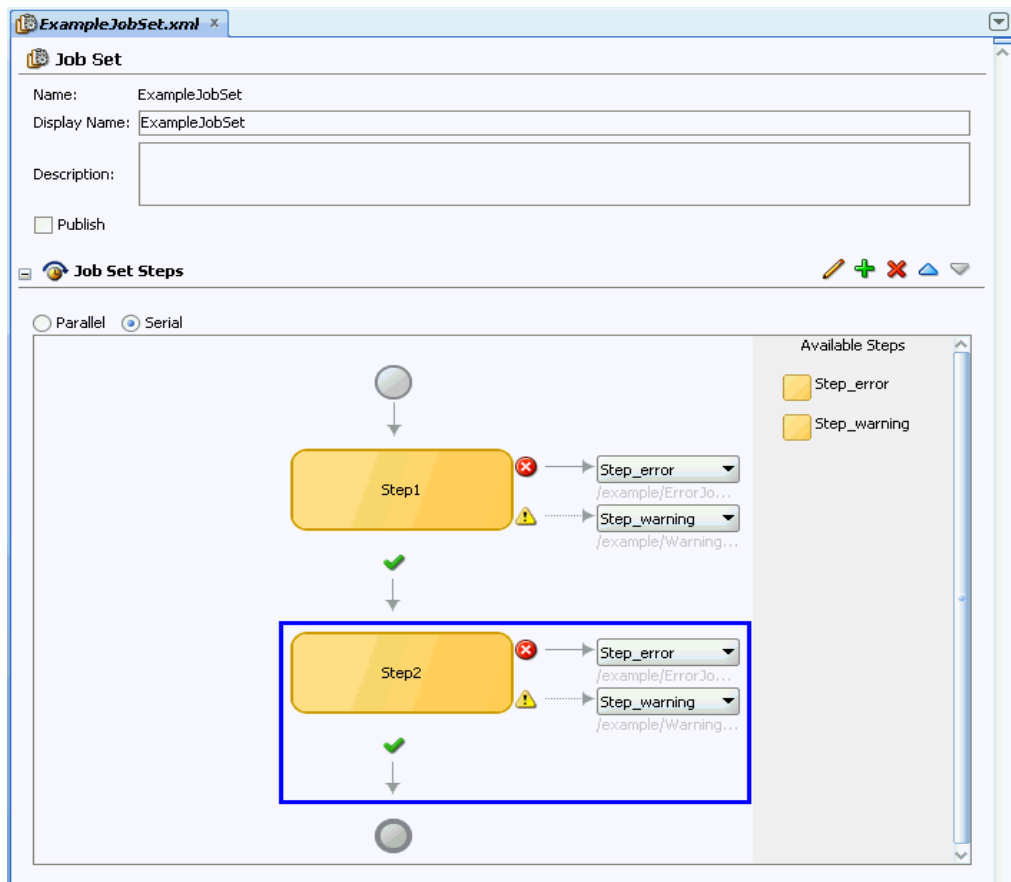 ExampleJobSet.xml
Job Set
Name: ExampleJobSet
Display Name: ExampleJobSet
Description:
Publish
Job Set Steps
Parallel Serial
Available Steps
Step_error
Step_warning
Step1
Step_error
/example/ErrorJo...
Step_warning
/example/Warning...
Step2
Step_error
/example/ErrorJo...
Step_warning
/example/Warning...